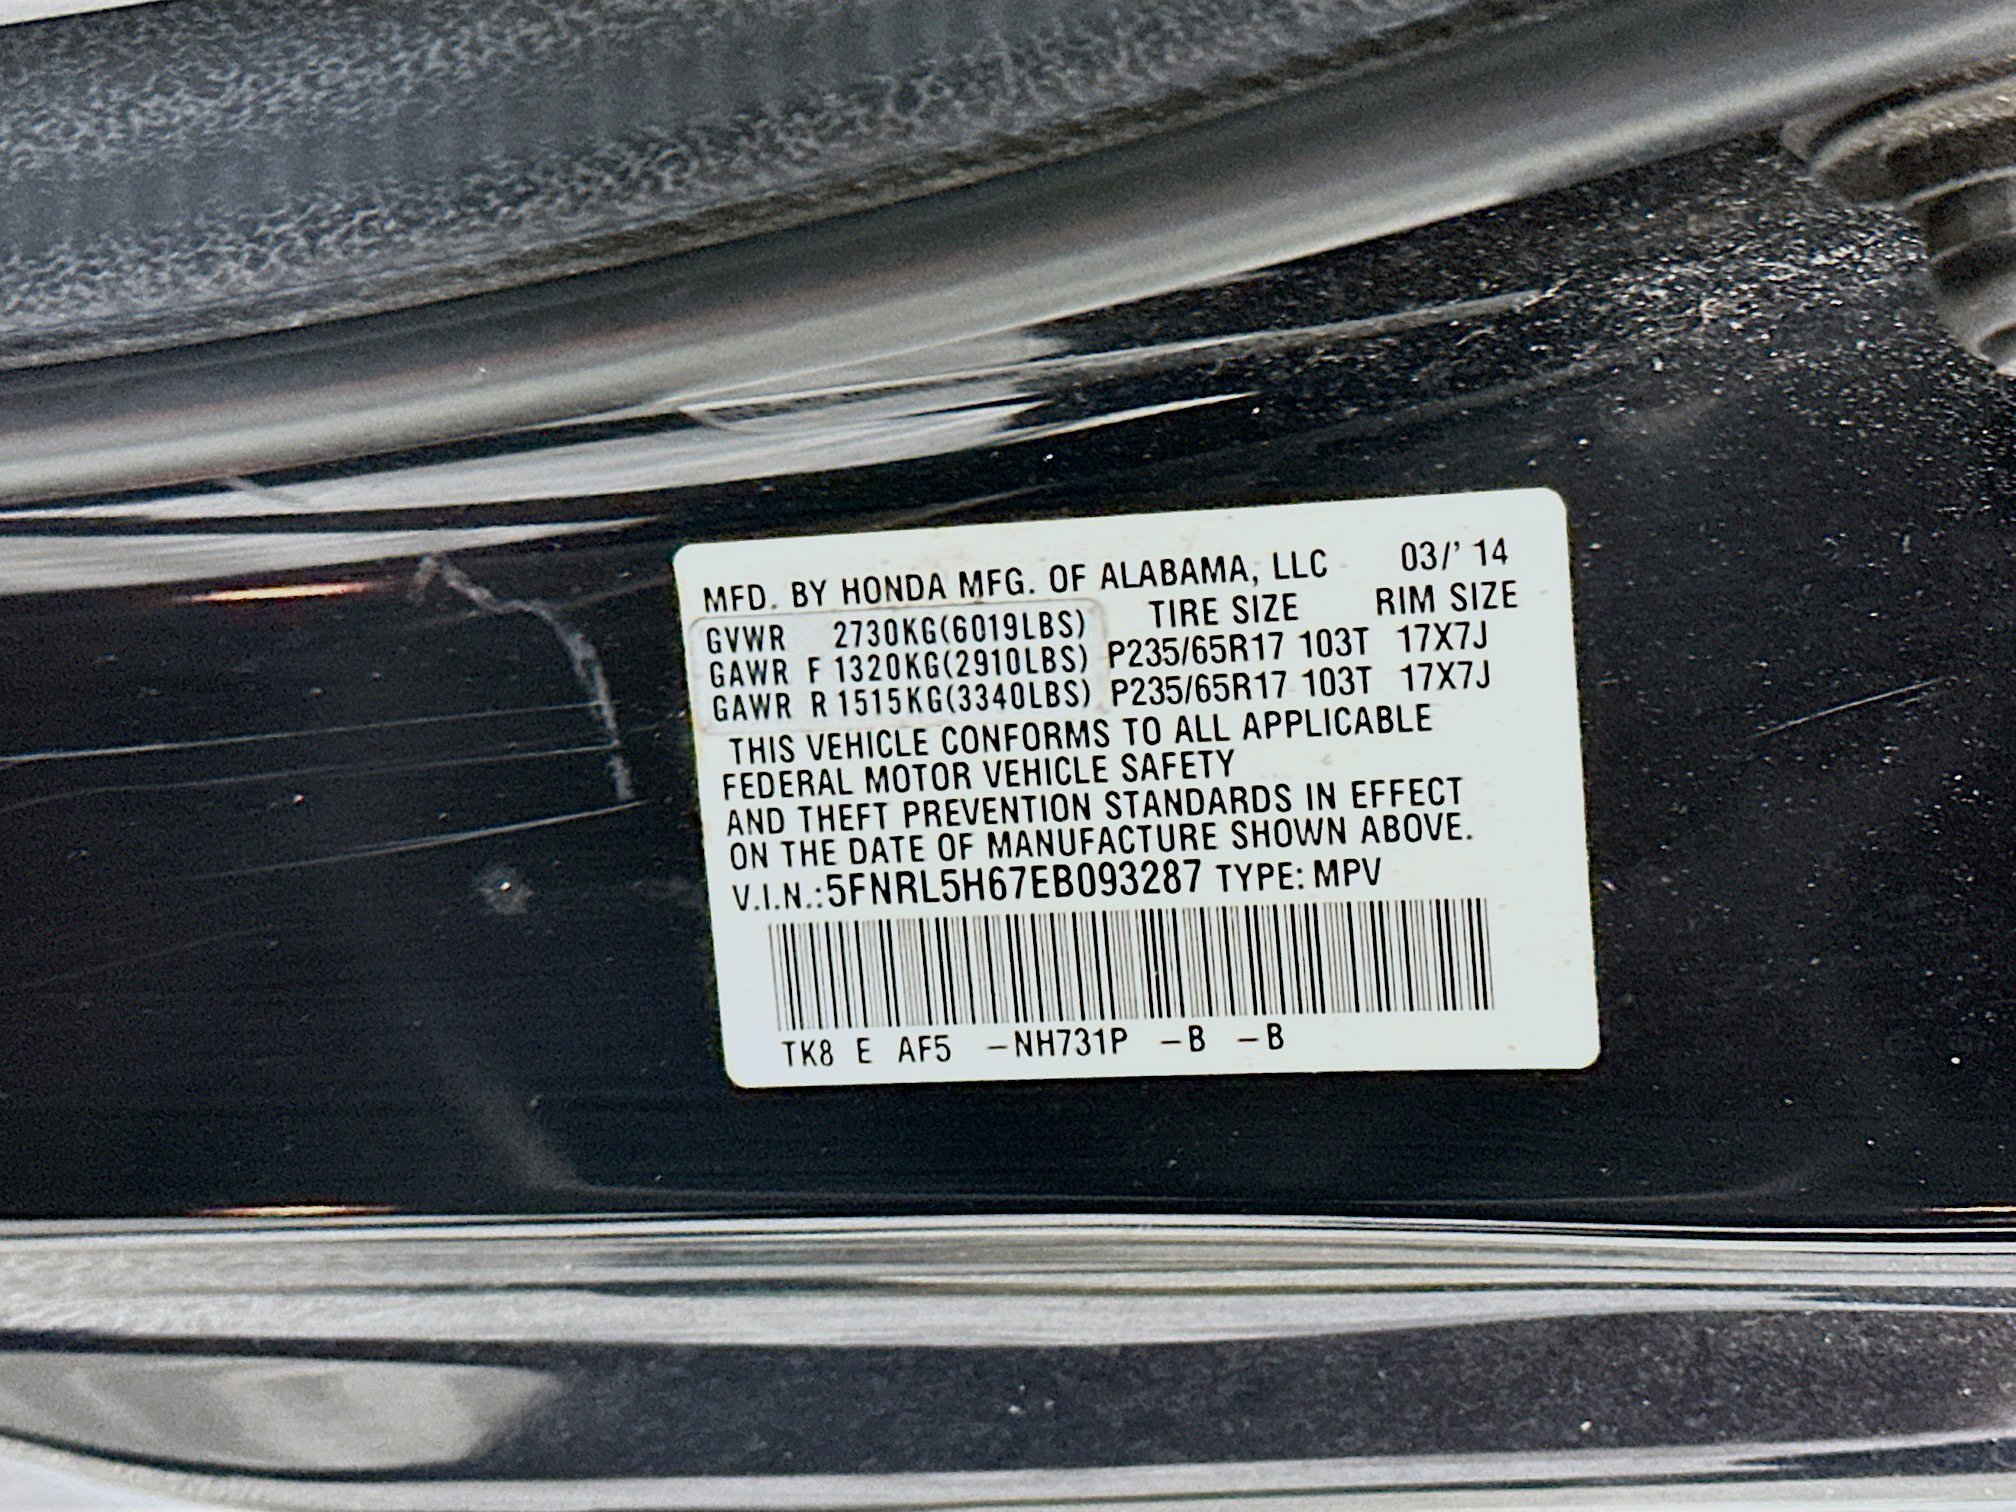 MFD. BY HONDA MFG. OF ALABAMA, LLC 03/' 14
GVWR 2730KG(6019LBS) TIRE SIZE RIM SIZE
GAWR F 1320KG(2910LBS) P235/65R17 103T 17X7J
GAWR R 1515KG(3340LBS) P235/65R17 103T 17X7J
THIS VEHICLE CONFORMS TO ALL APPLICABLE
FEDERAL MOTOR VEHICLE SAFETY
AND THEFT PREVENTION STANDARDS IN EFFECT
ON THE DATE OF MANUFACTURE SHOWN ABOVE.
V.I.N.:5FNRL5H67EB093287 TYPE: MPV
TK8 E AF5 –NH731P –B –B